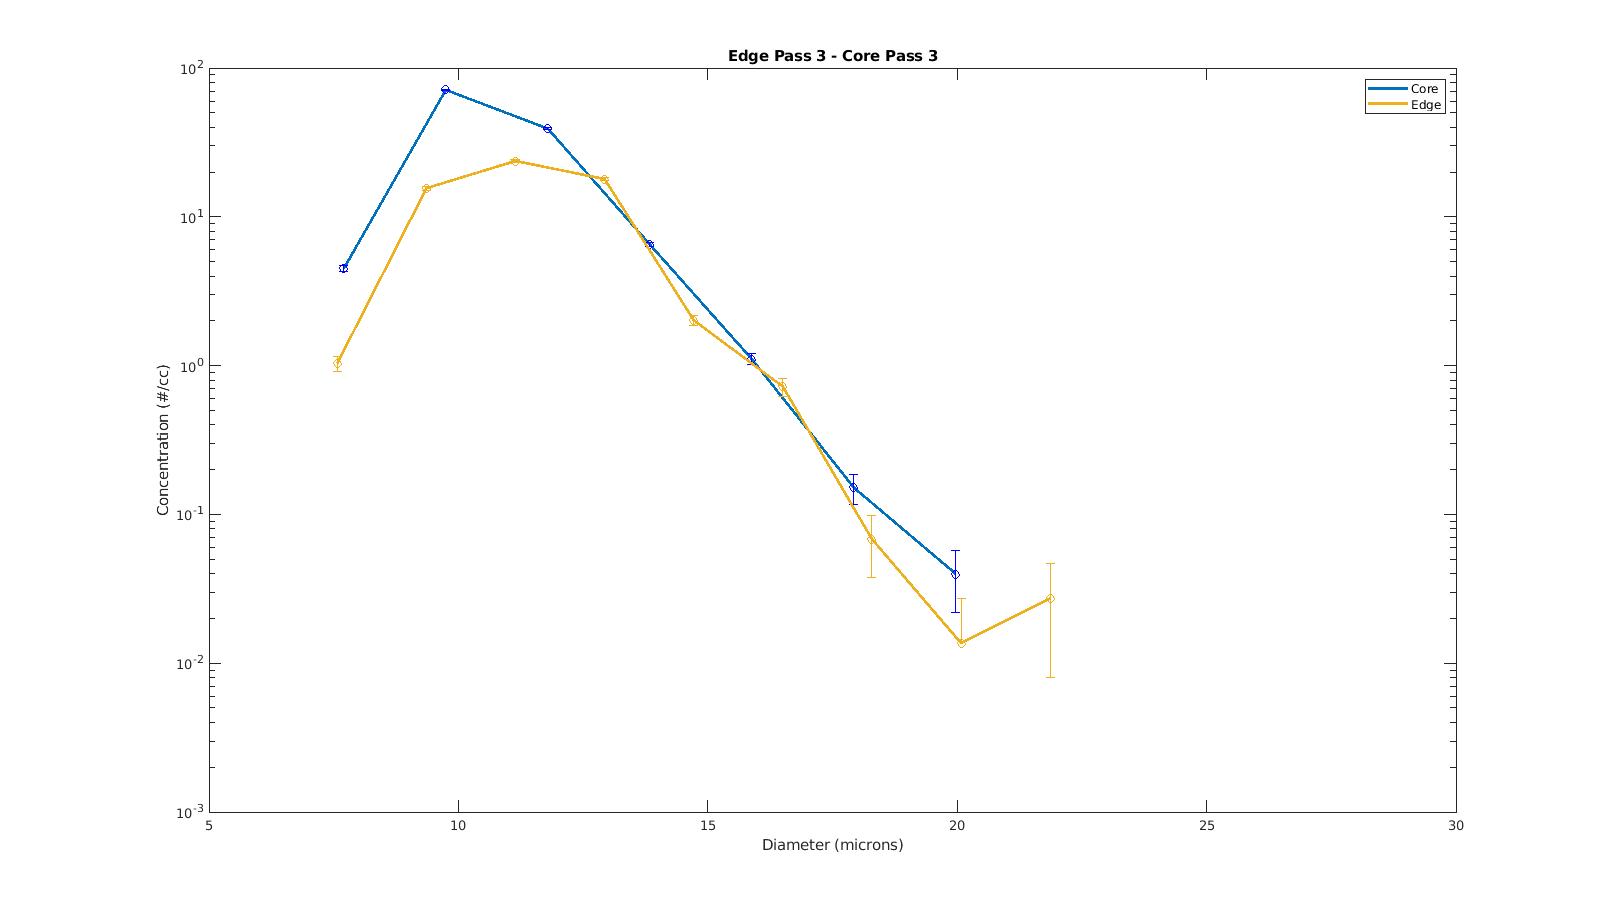 Edge Pass 3 - Core Pass 3
Core
Edge
Concentration (#/cc)
10^2
10^1
10^0
10^-1
10^-2
10^-3
5 10 15 20 25 30
Diameter (microns)